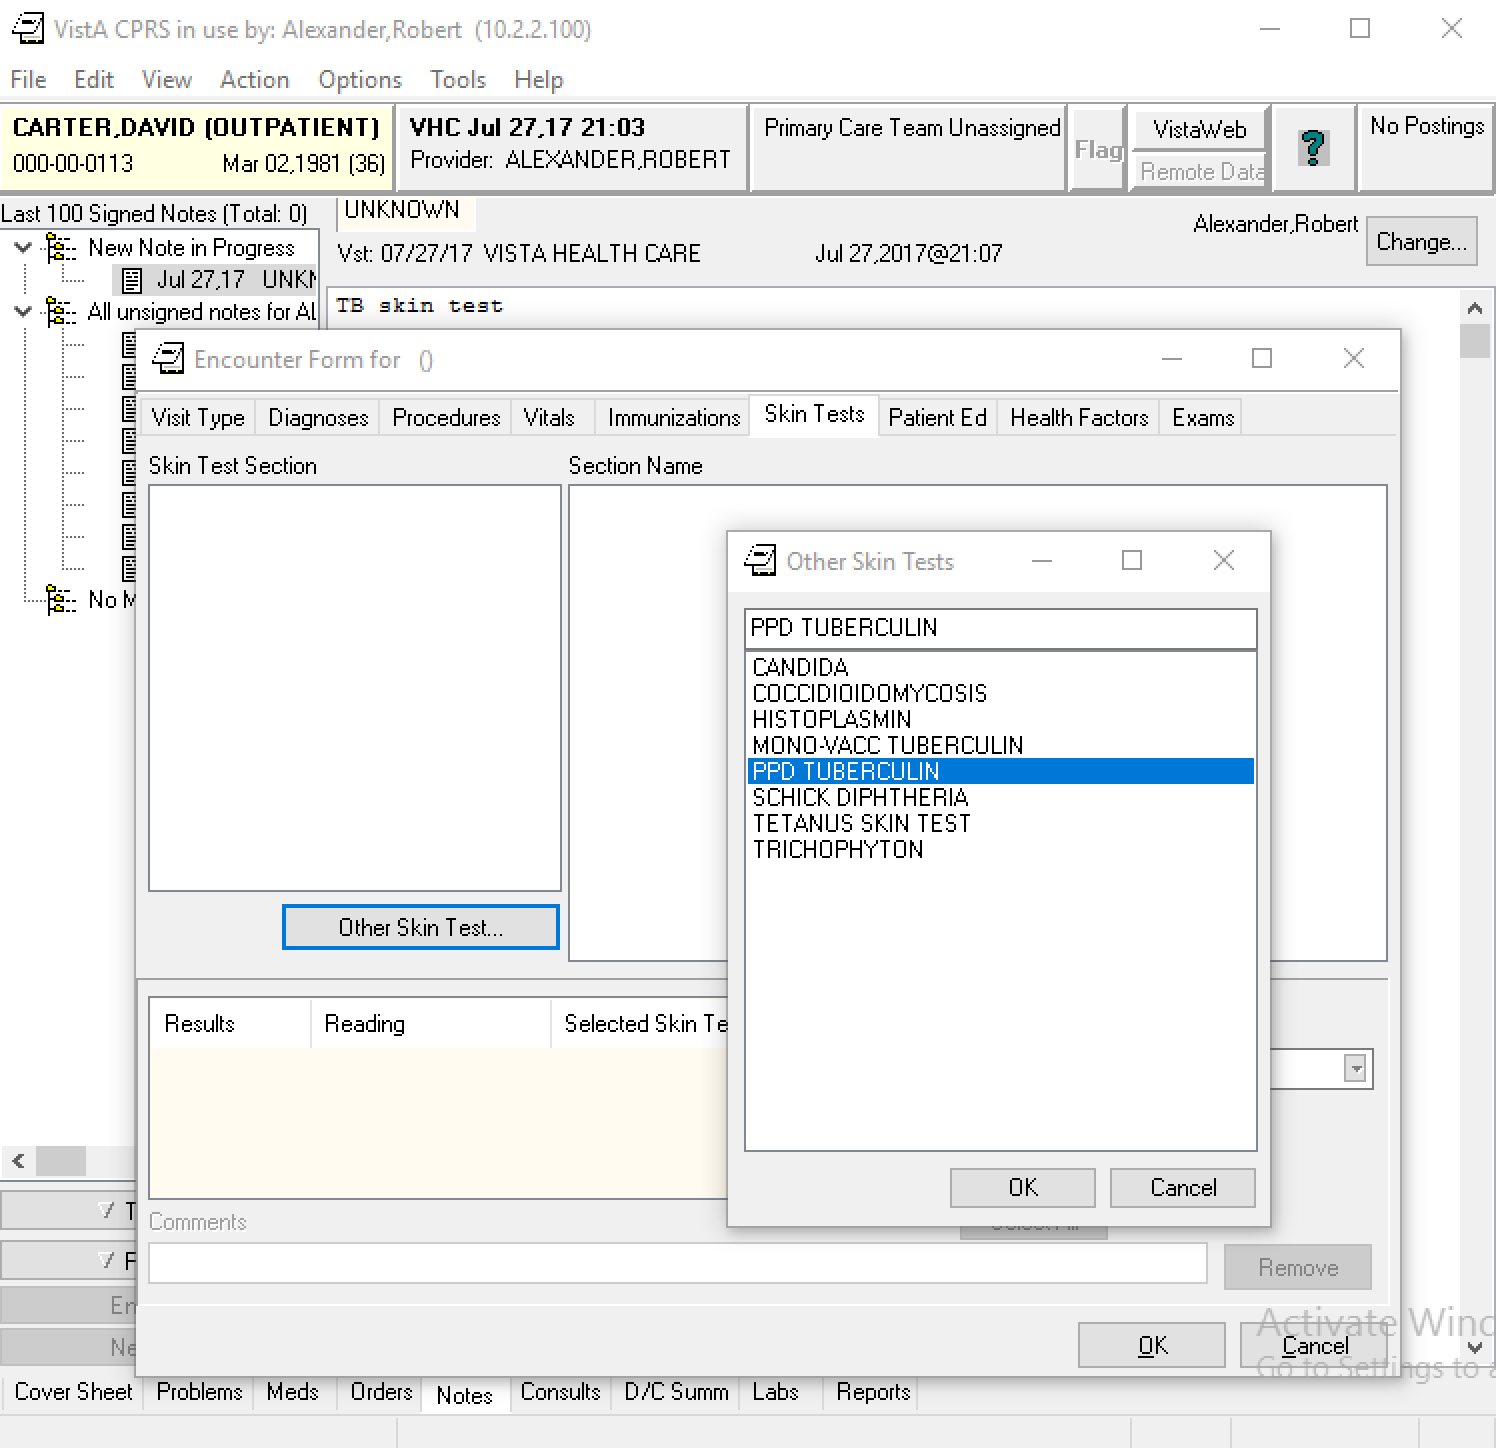 VistA CPRS in use by: Alexander,Robert (10.2.2.100)
File Edit View Action Options Tools Help
CARTER,DAVID (OUTPATIENT)
000-00-0113 Mar 02,1981 (36)
VHC Jul 27,17 21:03
Provider: ALEXANDER,ROBERT
Primary Care Team Unassigned
Flag
VistaWeb
Remote Data
?
No Postings
Last 100 Signed Notes (Total: 0)
New Note in Progress
Jul 27,17 UNKN
All unsigned notes for AL
No M
UNKNOWN
Vst: 07/27/17 VISTA HEALTH CARE Jul 27,2017@21:07
Alexander,Robert
Change...
TB skin test
Encounter Form for ()
Visit Type Diagnoses Procedures Vitals Immunizations Skin Tests Patient Ed Health Factors Exams
Skin Test Section
Section Name
Other Skin Test...
Other Skin Tests
PPD TUBERCULIN
CANDIDA
COCCIDIOIDOMYCOSIS
HISTOPLASMIN
MONO-VACC TUBERCULIN
PPD TUBERCULIN
SCHICK DIPHTHERIA
TETANUS SKIN TEST
TRICHOPHYTON
OK Cancel
Results Reading Selected Skin Te
Comments
Remove
OK Cancel
T
F
En
Ne
Activate Wind
Go to Settings to a
Cover Sheet Problems Meds Orders Notes Consults D/C Summ Labs Reports